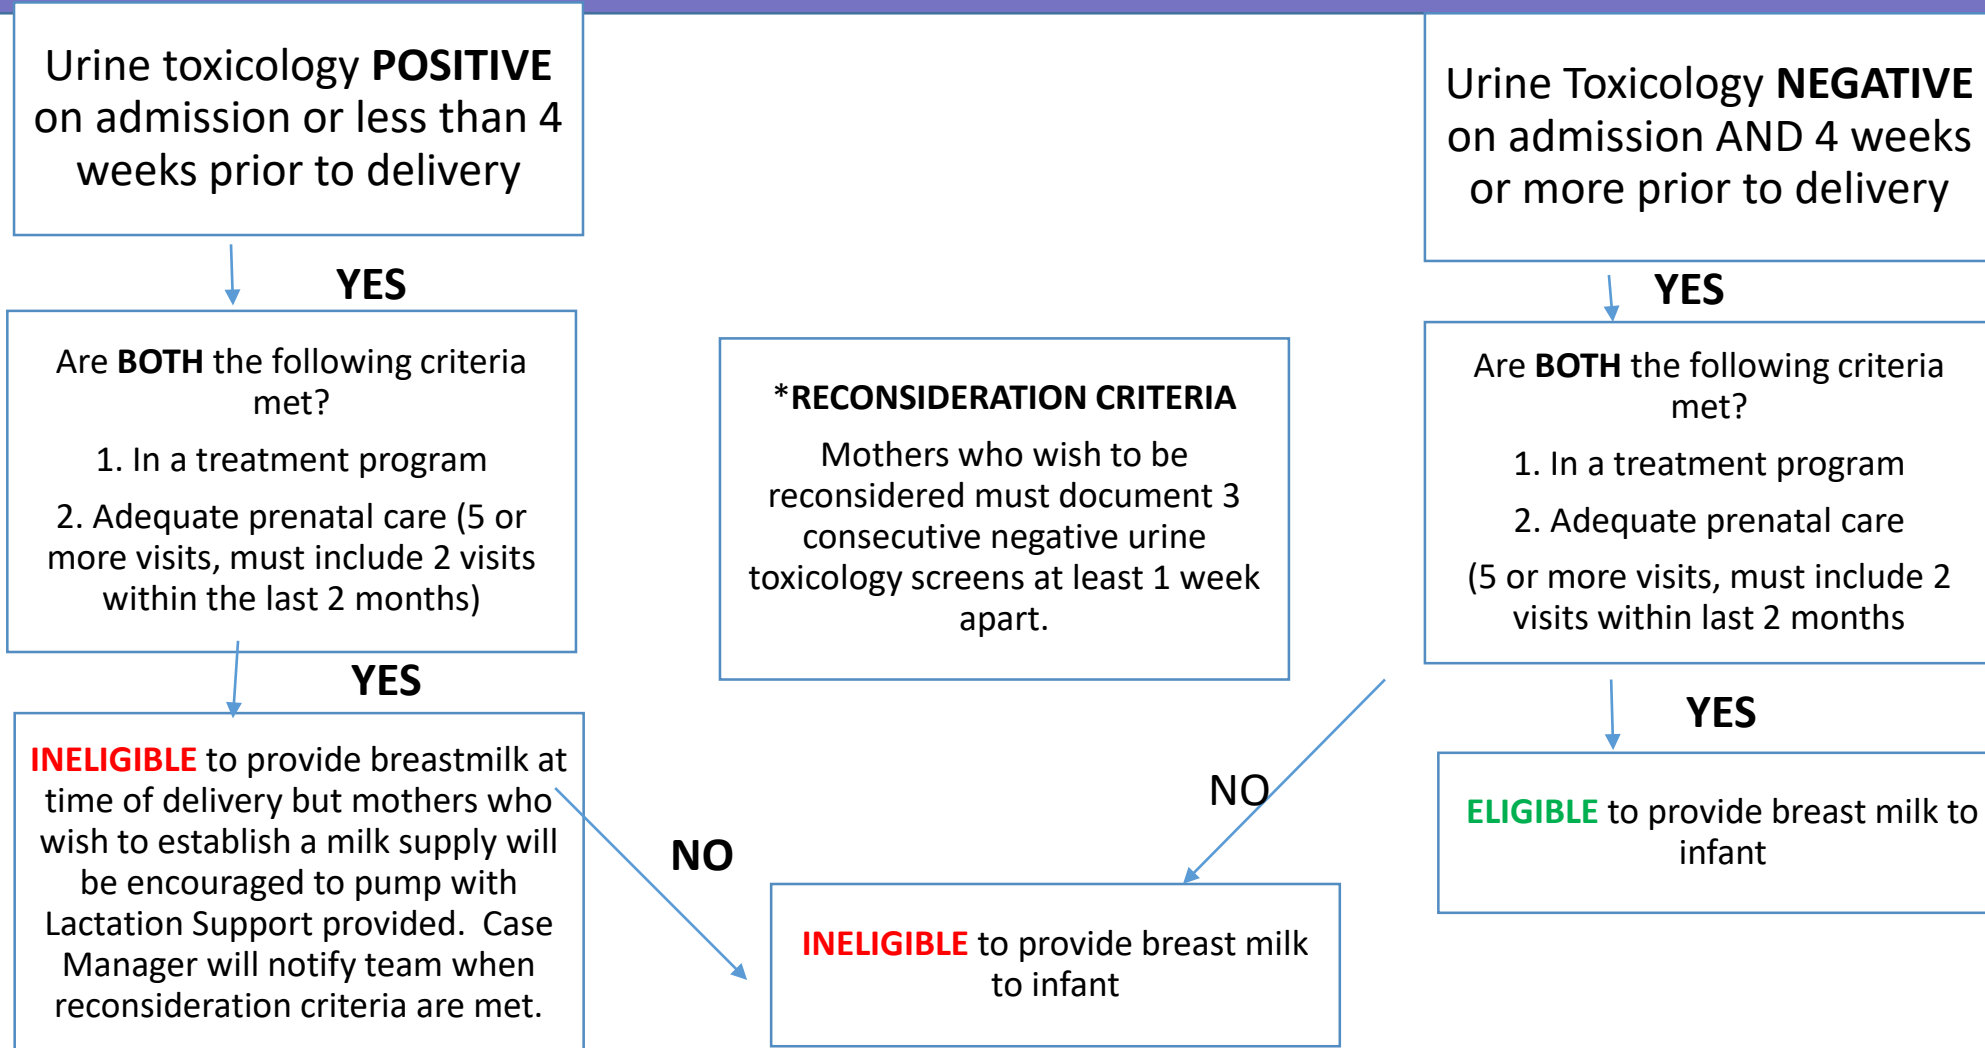 Urine toxicology POSITIVE
on admission or less than 4
weeks prior to delivery
YES
Are BOTH the following criteria
met?
1. In a treatment program
2. Adequate prenatal care (5 or
more visits, must include 2 visits
within the last 2 months)
YES
INELIGIBLE to provide breastmilk at
time of delivery but mothers who
wish to establish a milk supply will
be encouraged to pump with
Lactation Support provided.  Case
Manager will notify team when
reconsideration criteria are met.
*RECONSIDERATION CRITERIA
Mothers who wish to be
reconsidered must document 3
consecutive negative urine
toxicology screens at least 1 week
apart.
NO
NO
INELIGIBLE to provide breast milk
to infant
Urine Toxicology NEGATIVE
on admission AND 4 weeks
or more prior to delivery
YES
Are BOTH the following criteria
met?
1. In a treatment program
2. Adequate prenatal care
(5 or more visits, must include 2
visits within last 2 months
YES
ELIGIBLE to provide breast milk to
infant